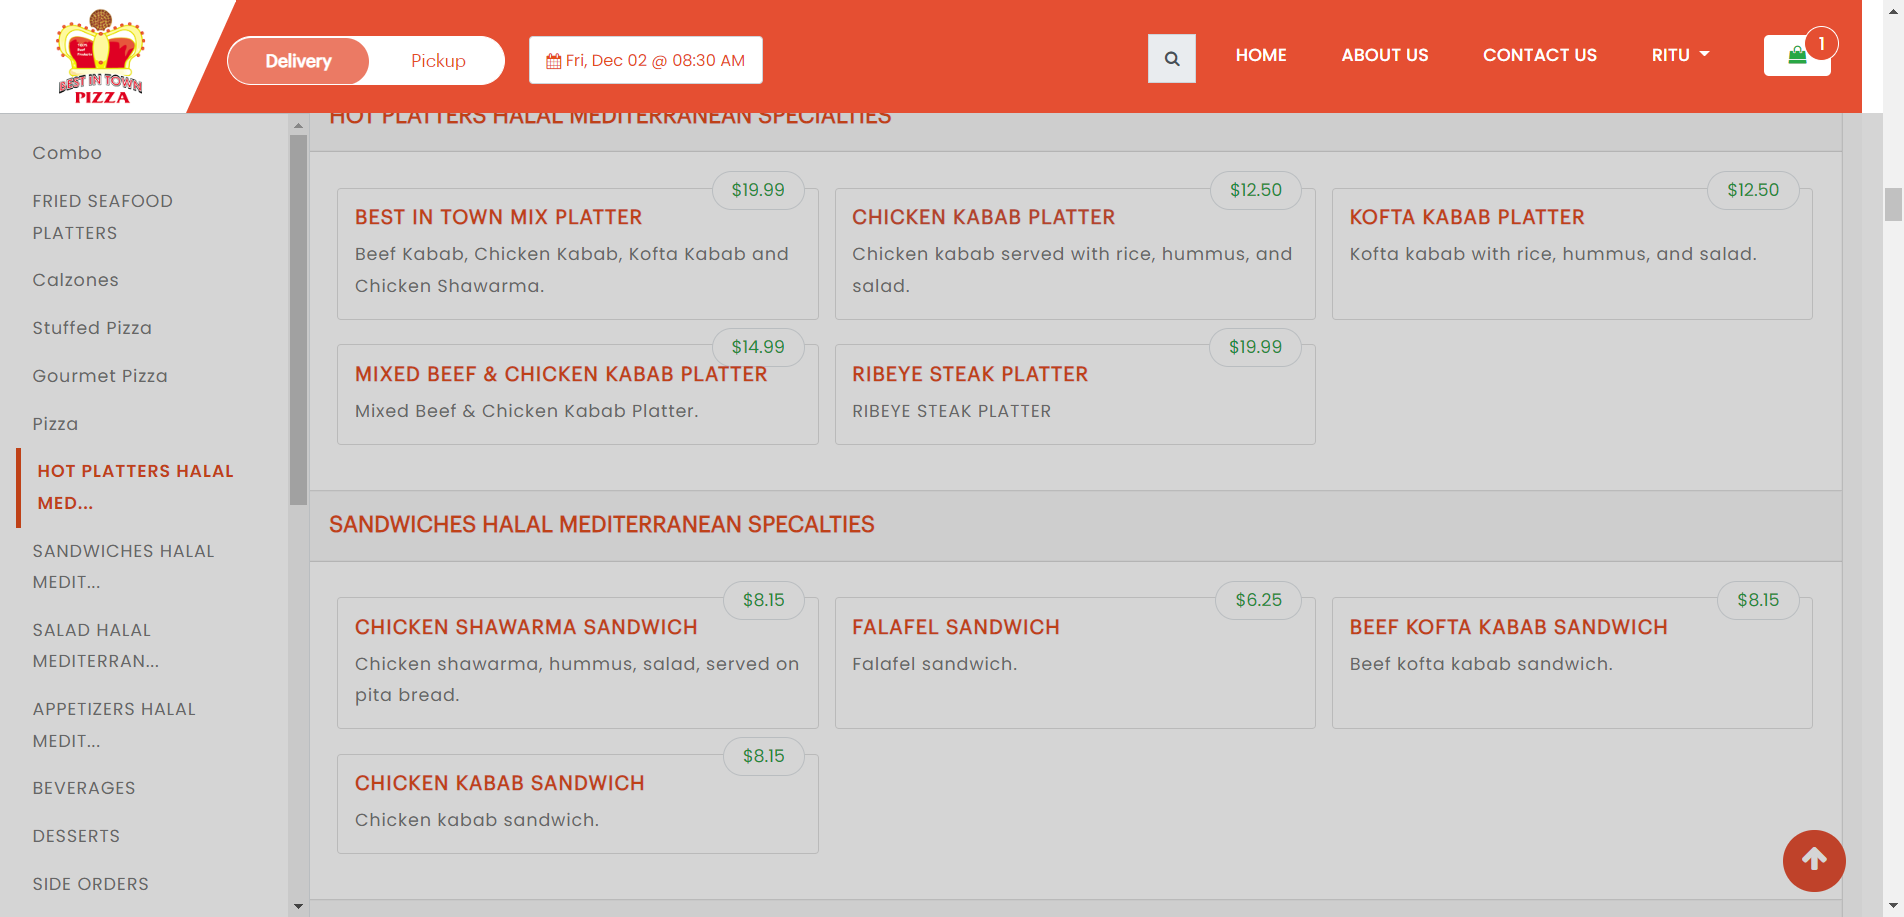 BEST IN TOWN
PIZZA
Delivery
Pickup
Fri, Dec 02 @ 08:30 AM
HOME
ABOUT US
CONTACT US
RITU
1
Combo
FRIED SEAFOOD
PLATTERS
Calzones
Stuffed Pizza
Gourmet Pizza
Pizza
HOT PLATTERS HALAL
MED...
SANDWICHES HALAL
MEDIT...
SALAD HALAL
MEDITERRAN...
APPETIZERS HALAL
MEDIT...
BEVERAGES
DESSERTS
SIDE ORDERS
HOT PLATTERS HALAL MEDITERRANEAN SPECIALTIES
$19.99
BEST IN TOWN MIX PLATTER
Beef Kabab, Chicken Kabab, Kofta Kabab and
Chicken Shawarma.
$12.50
CHICKEN KABAB PLATTER
Chicken kabab served with rice, hummus, and
salad.
$12.50
KOFTA KABAB PLATTER
Kofta kabab with rice, hummus, and salad.
$14.99
MIXED BEEF & CHICKEN KABAB PLATTER
Mixed Beef & Chicken Kabab Platter.
$19.99
RIBEYE STEAK PLATTER
RIBEYE STEAK PLATTER
SANDWICHES HALAL MEDITERRANEAN SPECALTIES
$8.15
CHICKEN SHAWARMA SANDWICH
Chicken shawarma, hummus, salad, served on
pita bread.
$6.25
FALAFEL SANDWICH
Falafel sandwich.
$8.15
BEEF KOFTA KABAB SANDWICH
Beef kofta kabab sandwich.
$8.15
CHICKEN KABAB SANDWICH
Chicken kabab sandwich.